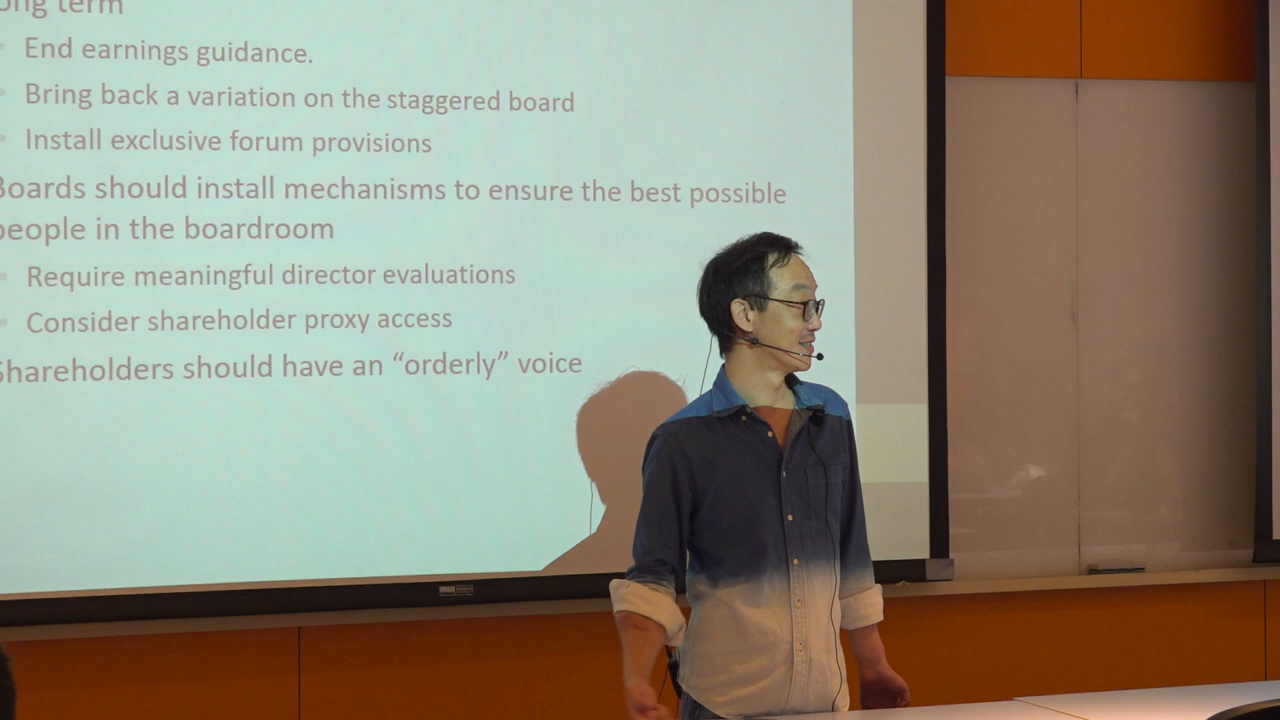 ong term
End earnings guidance.
Bring back a variation on the staggered board
Install exclusive forum provisions
Boards should install mechanisms to ensure the best possible
people in the boardroom
Require meaningful director evaluations
Consider shareholder proxy access
Shareholders should have an “orderly” voice